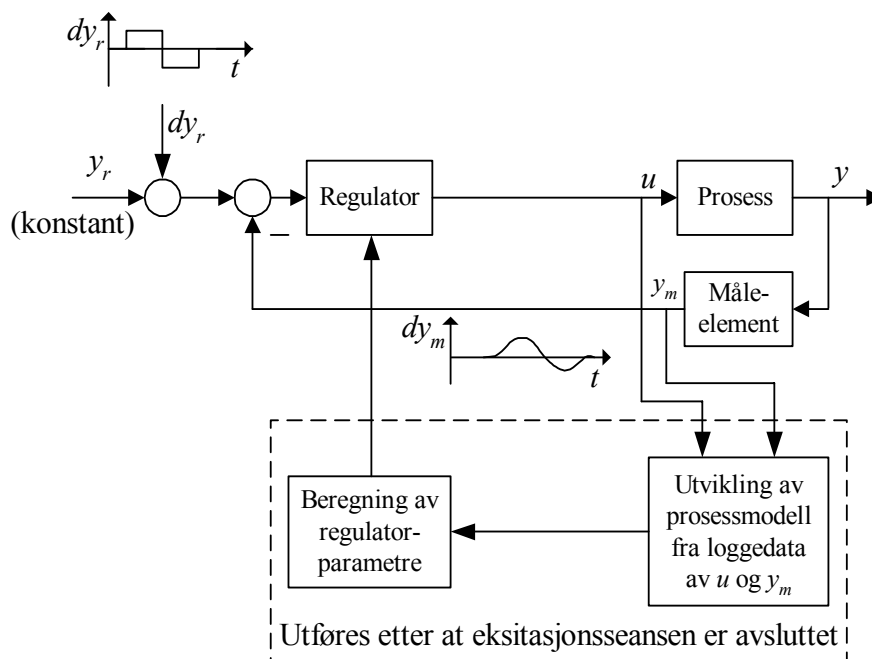 dy_r
t
dy_r
y_r
(konstant)
Regulator
u
Prosess
y
y_m
Måle-
element
dy_m
t
Beregning av
regulator-
parametre
Utvikling av
prosessmodell
fra loggedata
av u og y_m
Utføres etter at eksitasjonsseansen er avsluttet